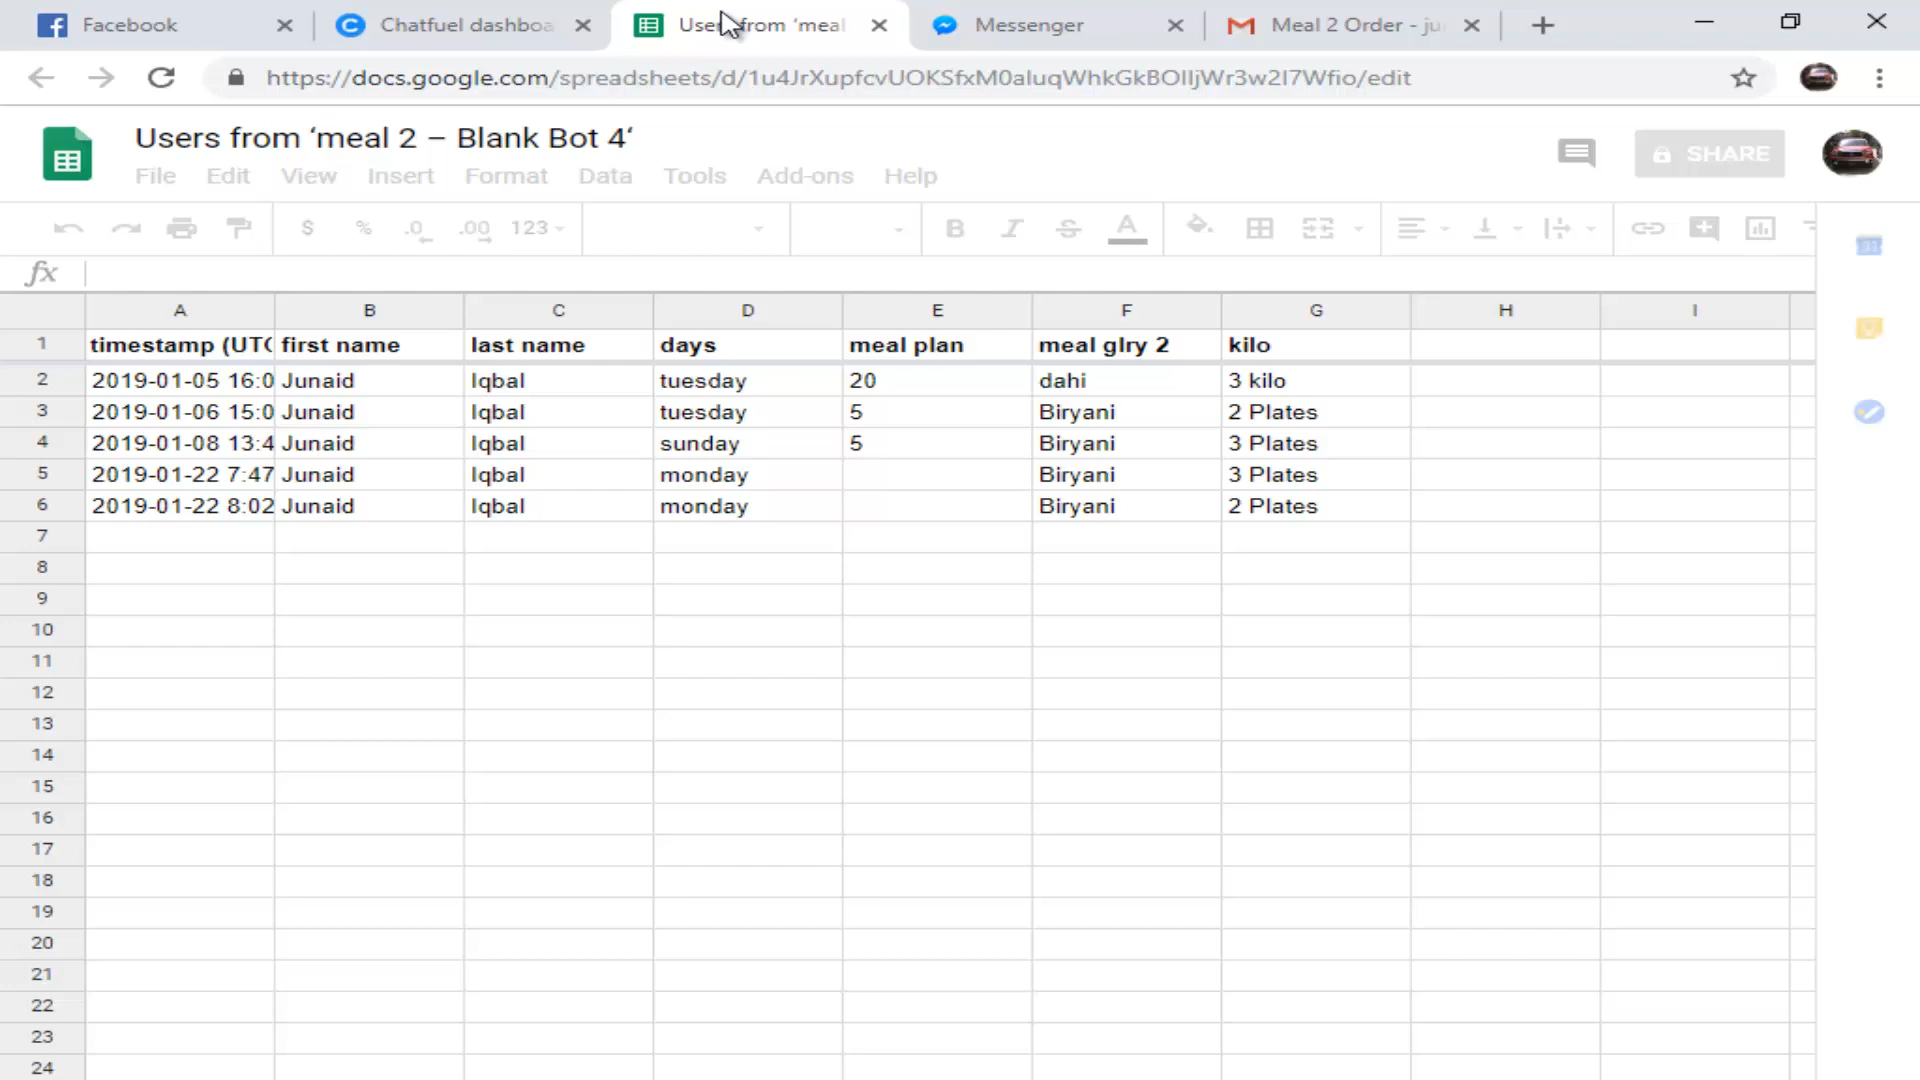 Facebook Chatfuel dashboa Users from 'meal Messenger Meal 2 Order - ju
https://docs.google.com/spreadsheets/d/1u4JrXupfcvUOKSfxM0aluqWhkGkBOlljWr3w2I7Wfio/edit
Users from ‘meal 2 – Blank Bot 4‘
File Edit View Insert Format Data Tools Add-ons Help
SHARE
$ % .0 .00 123 B I S A
31
fx
A B C D E F G H I
1 timestamp (UTC first name last name days meal plan meal glry 2 kilo
2 2019-01-05 16:0 Junaid Iqbal tuesday 20 dahi 3 kilo
3 2019-01-06 15:0 Junaid Iqbal tuesday 5 Biryani 2 Plates
4 2019-01-08 13:4 Junaid Iqbal sunday 5 Biryani 3 Plates
5 2019-01-22 7:47 Junaid Iqbal monday Biryani 3 Plates
6 2019-01-22 8:02 Junaid Iqbal monday Biryani 2 Plates
7
8
9
10
11
12
13
14
15
16
17
18
19
20
21
22
23
24